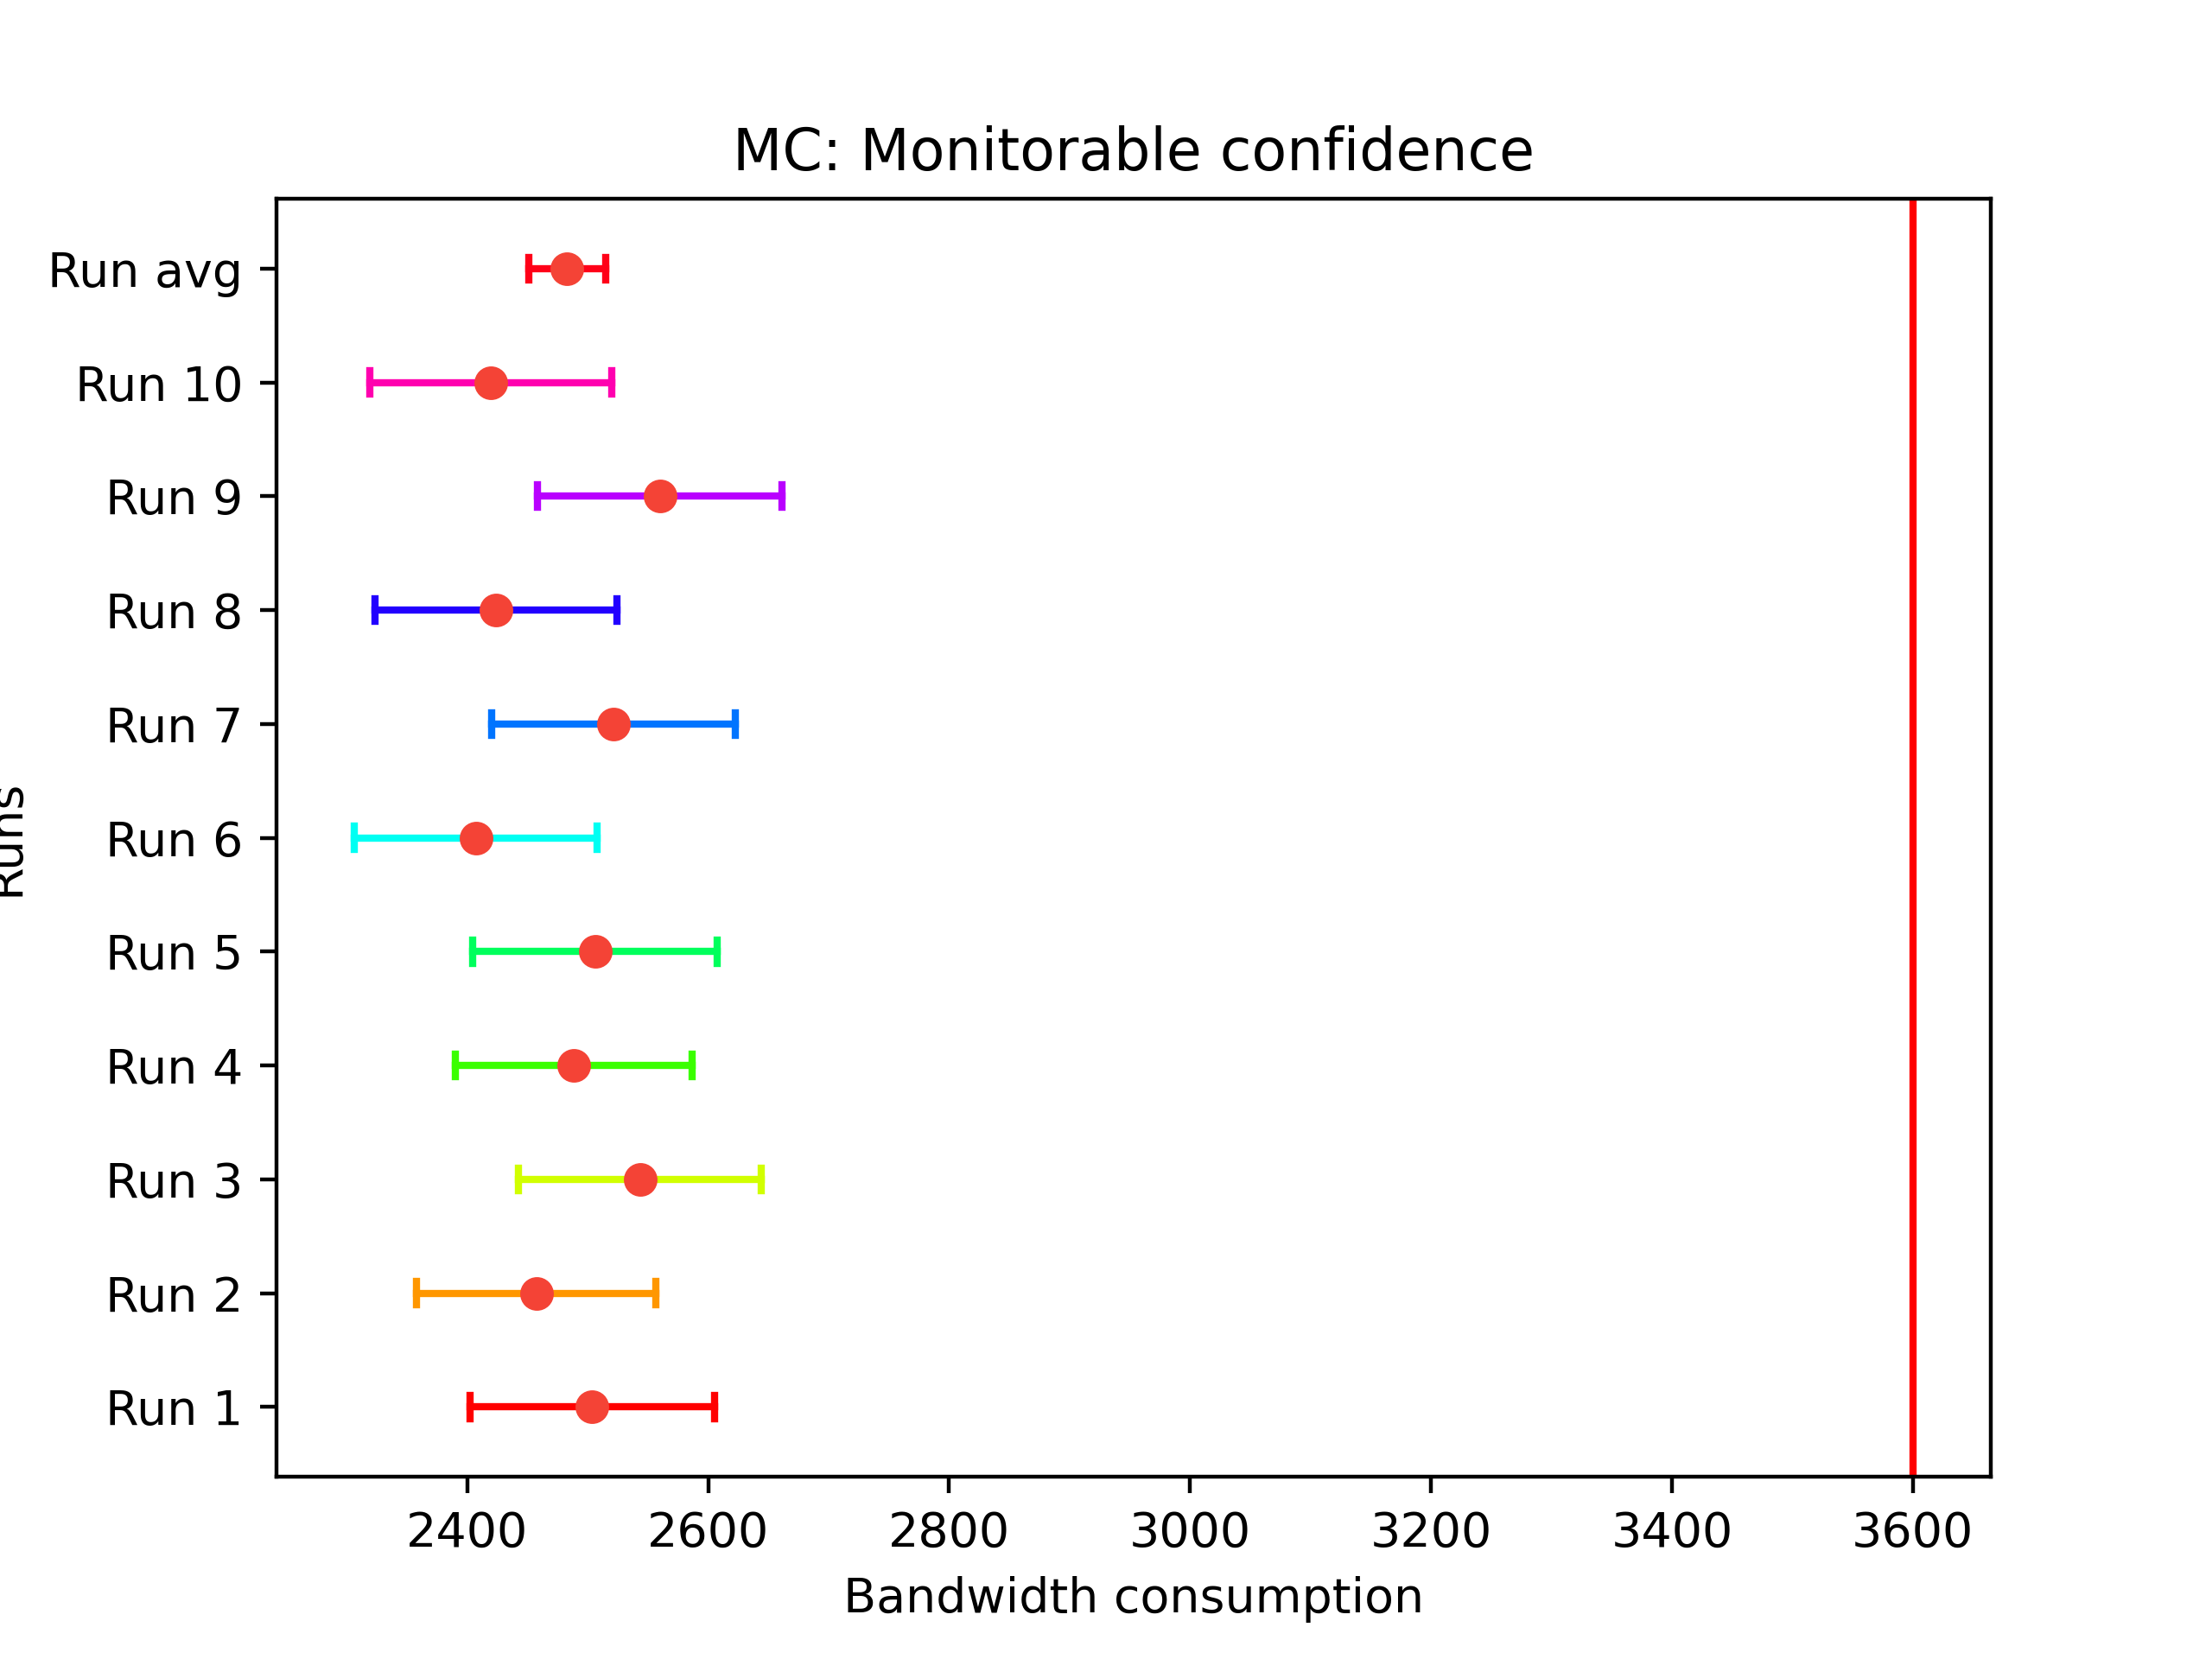 MC: Monitorable confidence
Run avg
Run 10
Run 9
Run 8
Run 7
Run 6
Run 5
Run 4
Run 3
Run 2
Run 1
Runs
2400 2600 2800 3000 3200 3400 3600
Bandwidth consumption